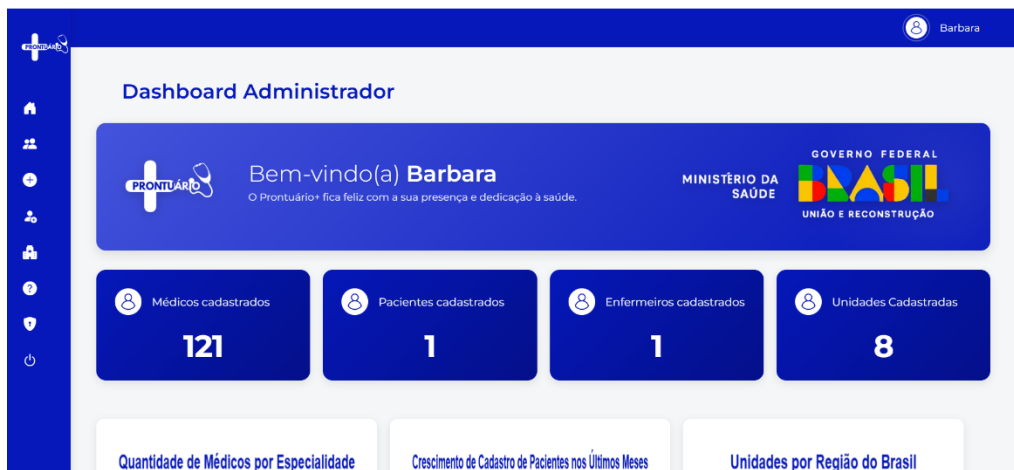 PRONTUÁRIO
Barbara
Dashboard Administrador
PRONTUÁRIO
Bem-vindo(a) Barbara
O Prontuário+ fica feliz com a sua presença e dedicação à saúde.
MINISTÉRIO DA
SAÚDE
GOVERNO FEDERAL
BRASIL
UNIÃO E RECONSTRUÇÃO
Médicos cadastrados
121
Pacientes cadastrados
1
Enfermeiros cadastrados
1
Unidades Cadastradas
8
Quantidade de Médicos por Especialidade
Crescimento de Cadastro de Pacientes nos Últimos Meses
Unidades por Região do Brasil